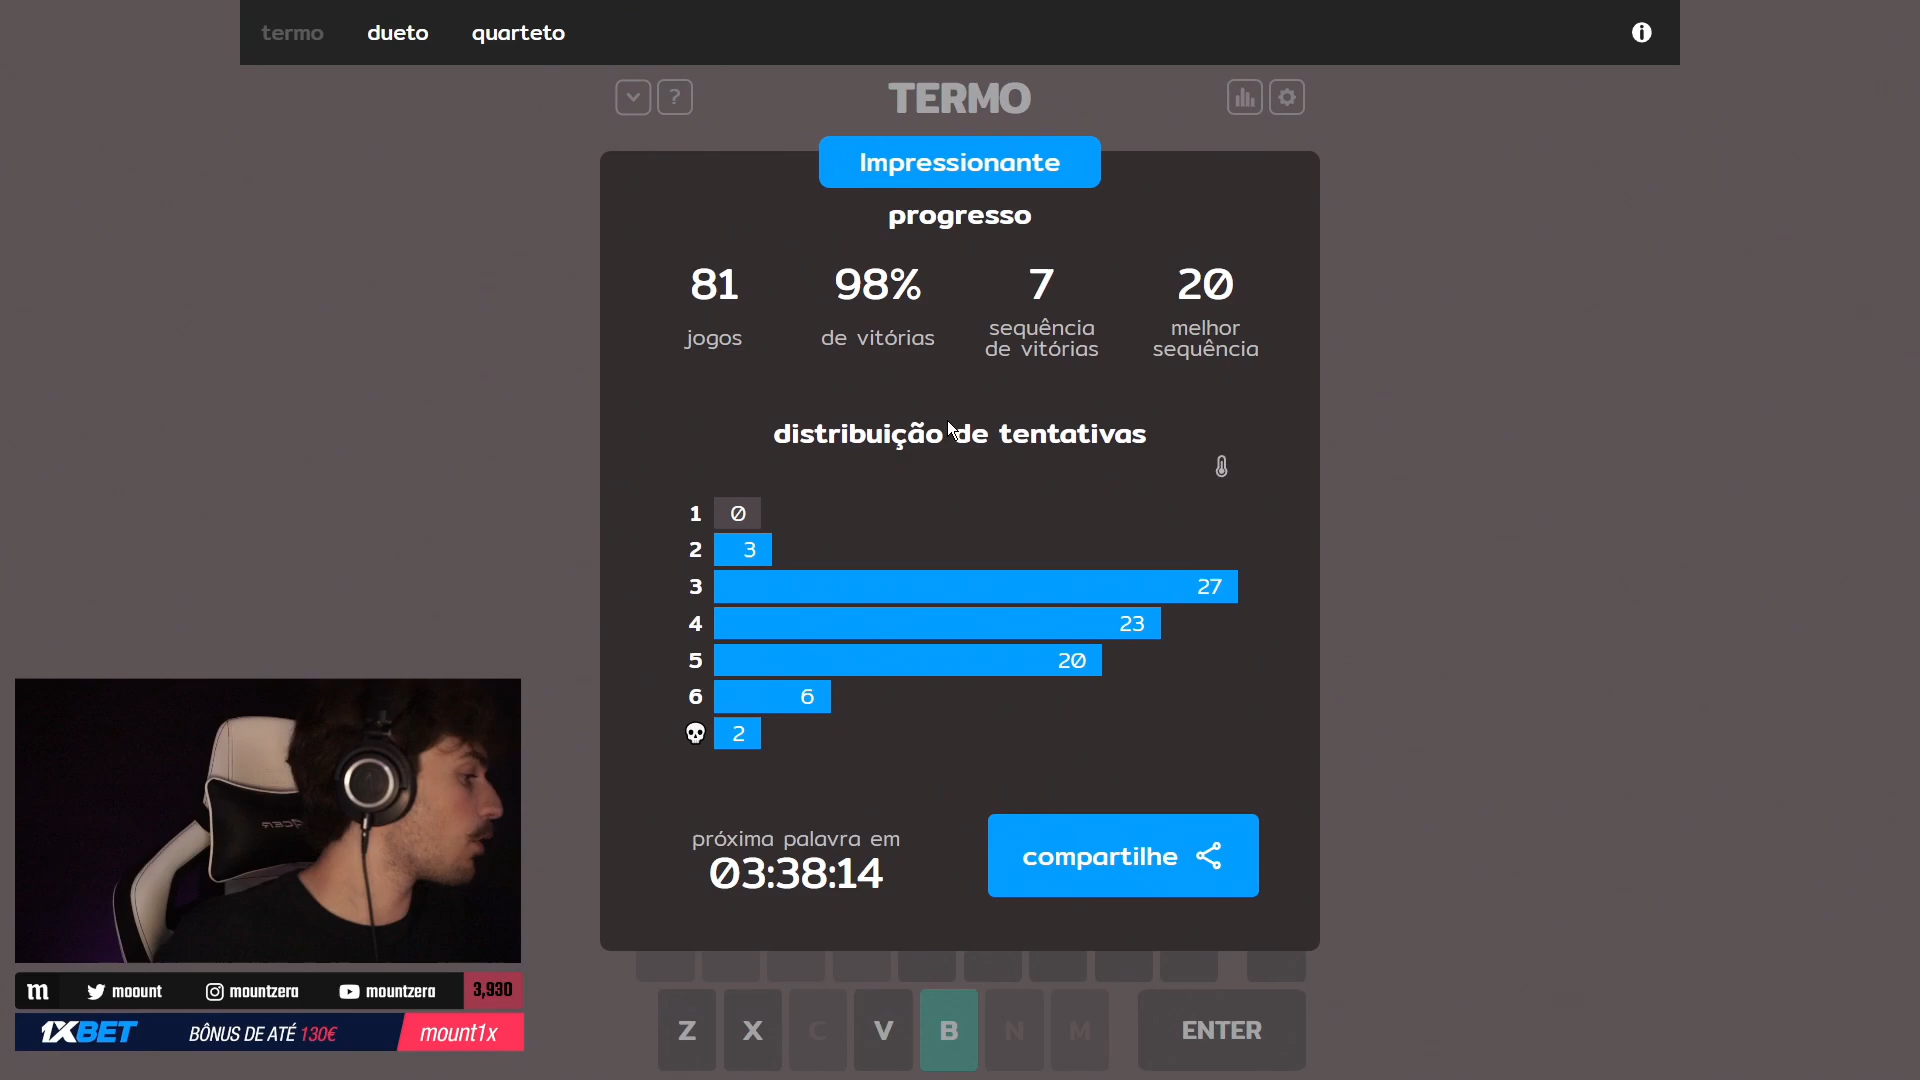 termo dueto quarteto
TERMO
?
Impressionante
progresso
81 98% 7 20
jogos de vitórias sequência de vitórias melhor sequência
distribuição de tentativas
1 0
2 3
3 27
4 23
5 20
6 6
2
próxima palavra em
03:38:14
compartilhe
m moount mountzera mountzera 3,930
1XBET BÔNUS DE ATÉ 130€ mount1x
Z X C V B N M ENTER